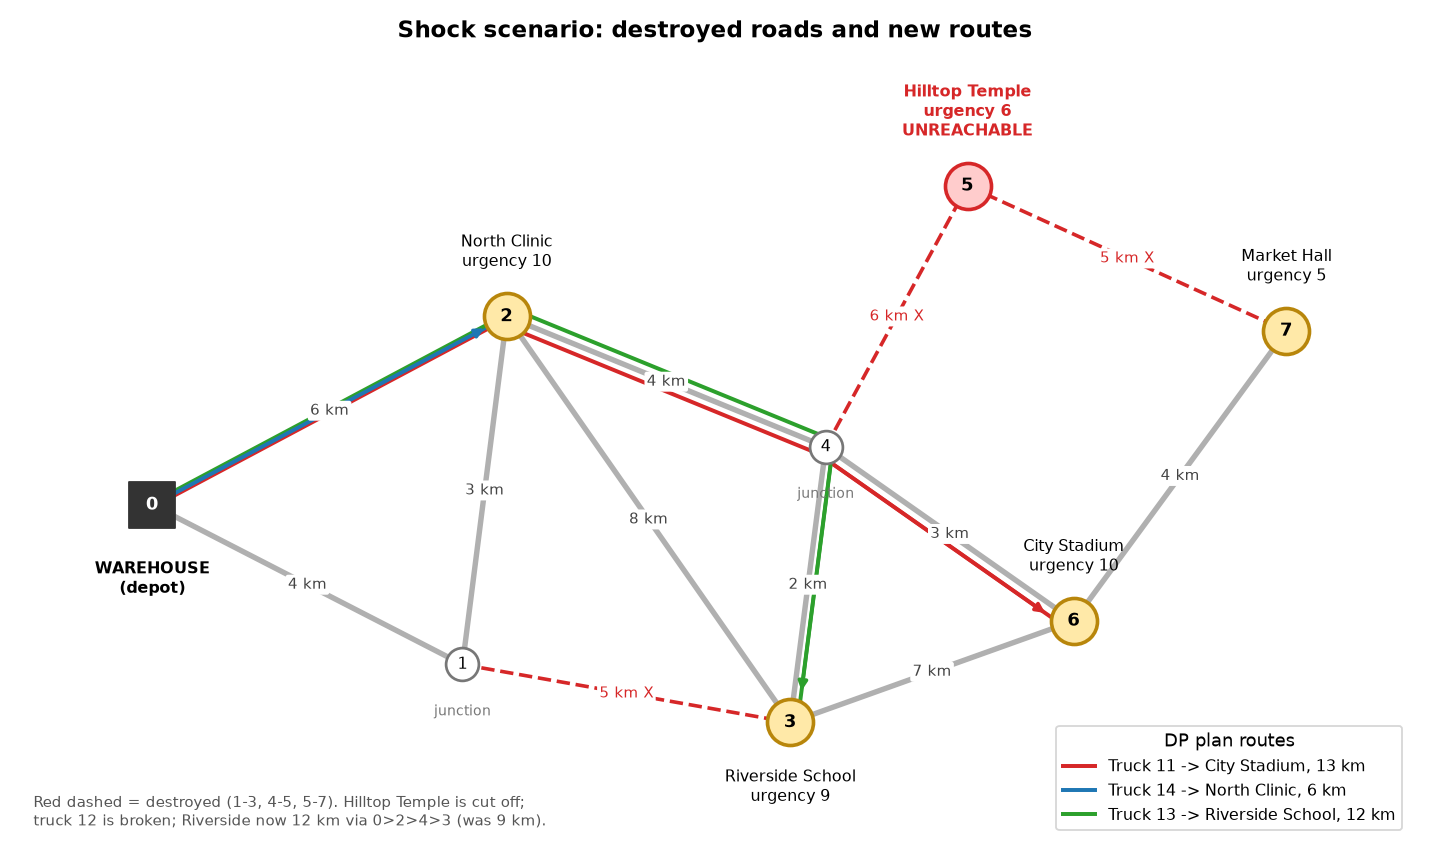 Shock scenario: destroyed roads and new routes
Hilltop Temple
urgency 6
UNREACHABLE
5
North Clinic
urgency 10
5 km X
Market Hall
urgency 5
2
6 km X
7
4 km
6 km
4
4 km
3 km
junction
0
8 km
3 km
City Stadium
urgency 10
WAREHOUSE
(depot)
4 km
2 km
6
1
7 km
5 km X
junction
3
Riverside School
urgency 9
DP plan routes
Truck 11 -> City Stadium, 13 km
Truck 14 -> North Clinic, 6 km
Truck 13 -> Riverside School, 12 km
Red dashed = destroyed (1-3, 4-5, 5-7). Hilltop Temple is cut off;
truck 12 is broken; Riverside now 12 km via 0>2>4>3 (was 9 km).